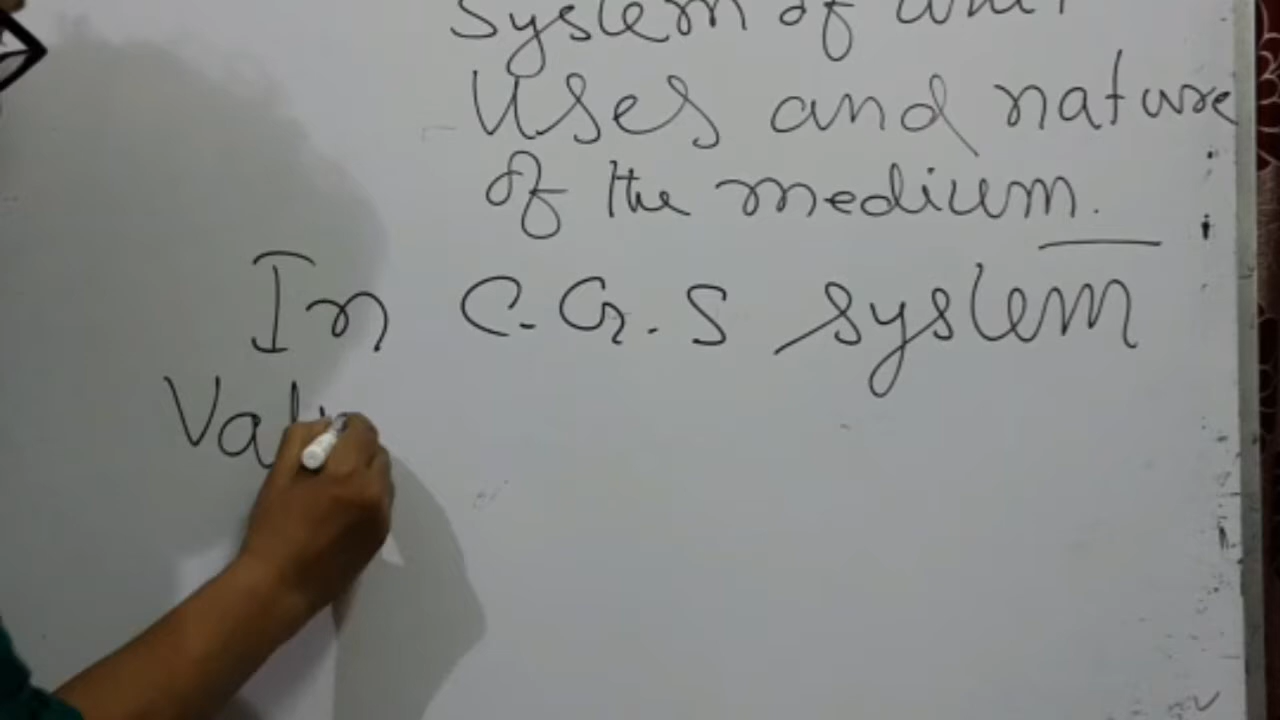 System of unit
Uses and nature
of the medium.
In C.G.S system
Val